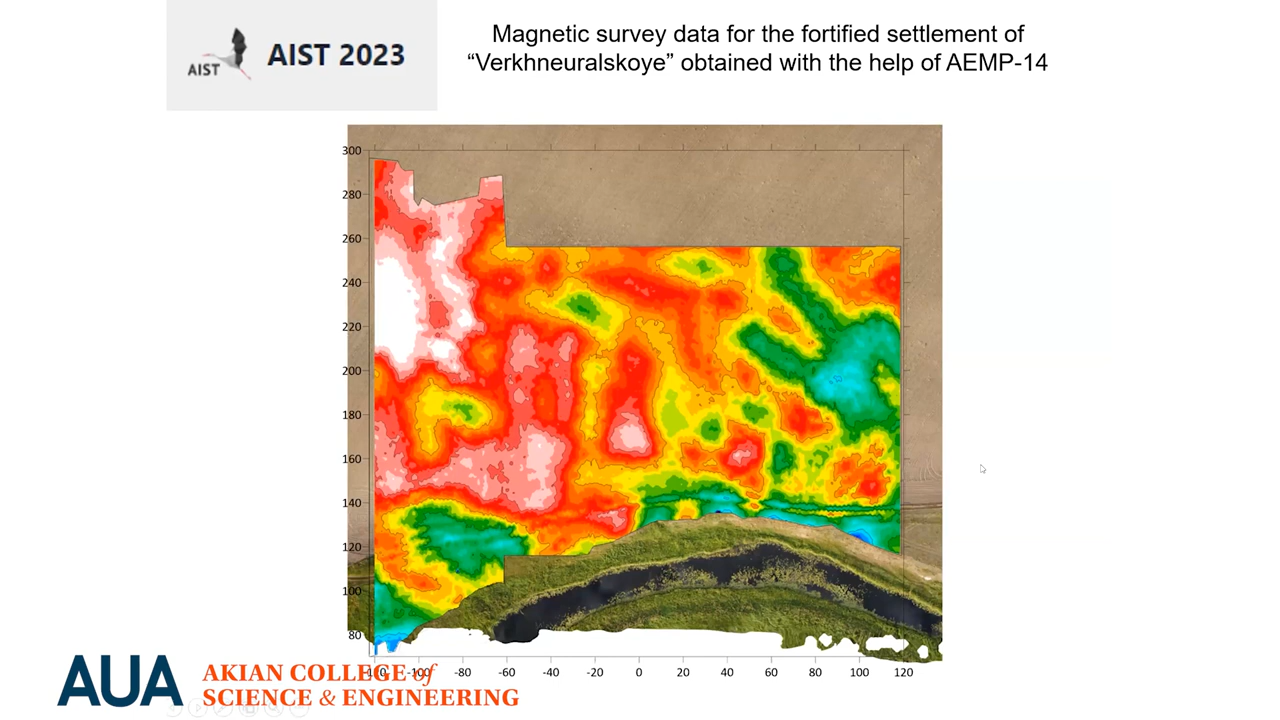 AIST
AIST 2023
Magnetic survey data for the fortified settlement of
“Verkhneuralskoye” obtained with the help of AEMP-14
300
280
260
240
220
200
180
160
140
120
100
80
-80 -60 -40 -20 0 20 40 60 80 100 120
AUA
AKIAN COLLEGE of
SCIENCE & ENGINEERING